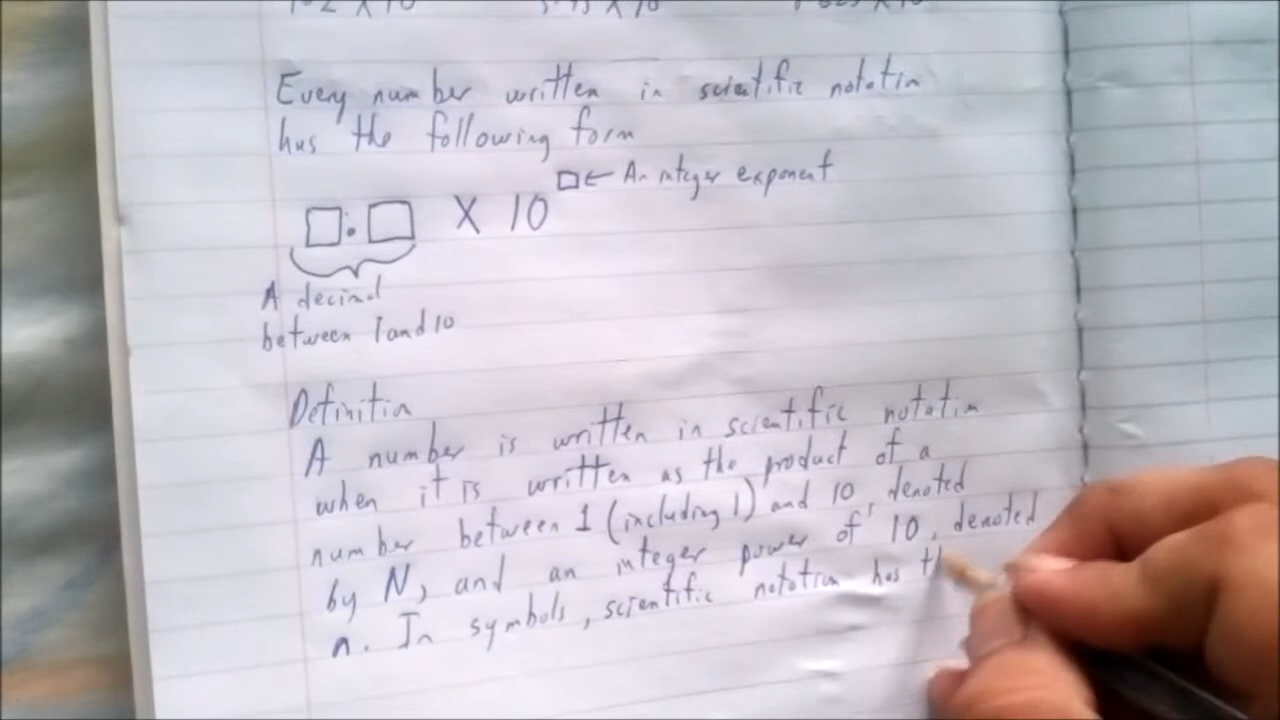 Every number written in scientific notation
has the following form
□ ← An integer exponent
□.□ X 10
A decimal
between 1 and 10
Definition
A number is written in scientific notation
when it is written as the product of a
number between 1 (including 1) and 10, denoted
by N, and an integer power of 10, denoted
n. In symbols, scientific notation has th